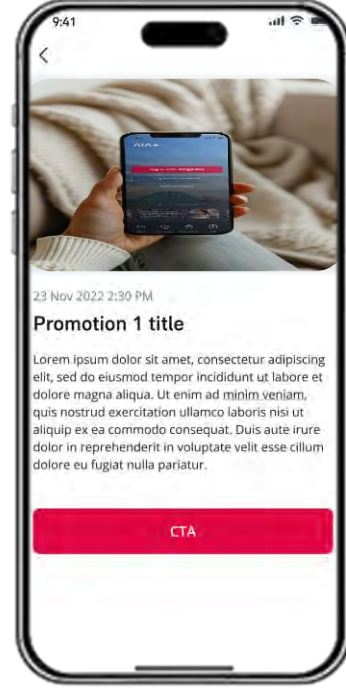 9:41
AIA+
23 Nov 2022 2:30 PM
Promotion 1 title
Lorem ipsum dolor sit amet, consectetur adipiscing
elit, sed do eiusmod tempor incididunt ut labore et
dolore magna aliqua. Ut enim ad minim veniam,
quis nostrud exercitation ullamco laboris nisi ut
aliquip ex ea commodo consequat. Duis aute irure
dolor in reprehenderit in voluptate velit esse cillum
dolore eu fugiat nulla pariatur.
CTA